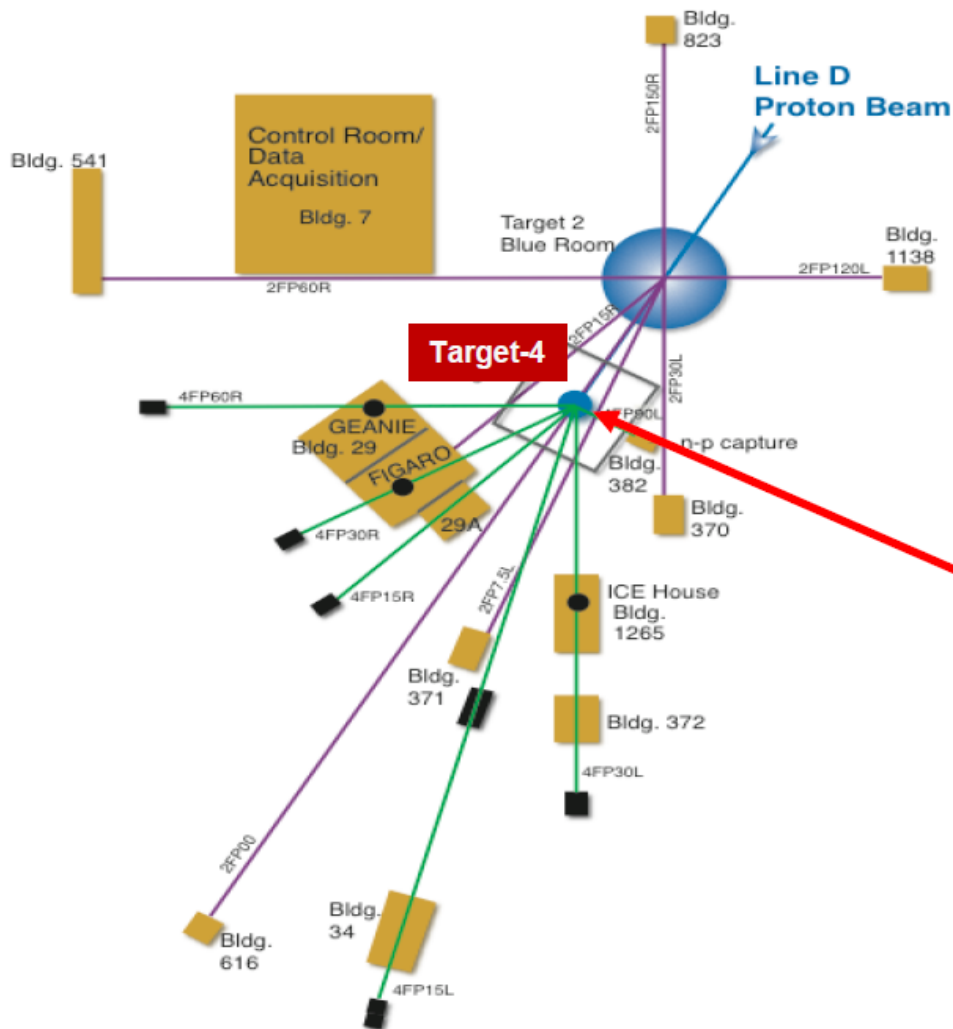 Bldg.
823
Line D
Proton Beam
2FP150R
Control Room/
Data
Acquisition
Bldg. 7
Bldg. 541
Target 2
Blue Room
Bldg.
1138
2FP120L
2FP60R
2FP15R
Target-4
2FP30L
4FP60R
4FP90L
GEANIE
Bldg. 29
n-p capture
FIGARO
Bldg.
382
Bldg.
370
29A
4FP30R
4FP15R
2FP7.5L
ICE House
Bldg.
1265
Bldg.
371
Bldg. 372
4FP30L
2FP00
Bldg.
34
Bldg.
616
4FP15L